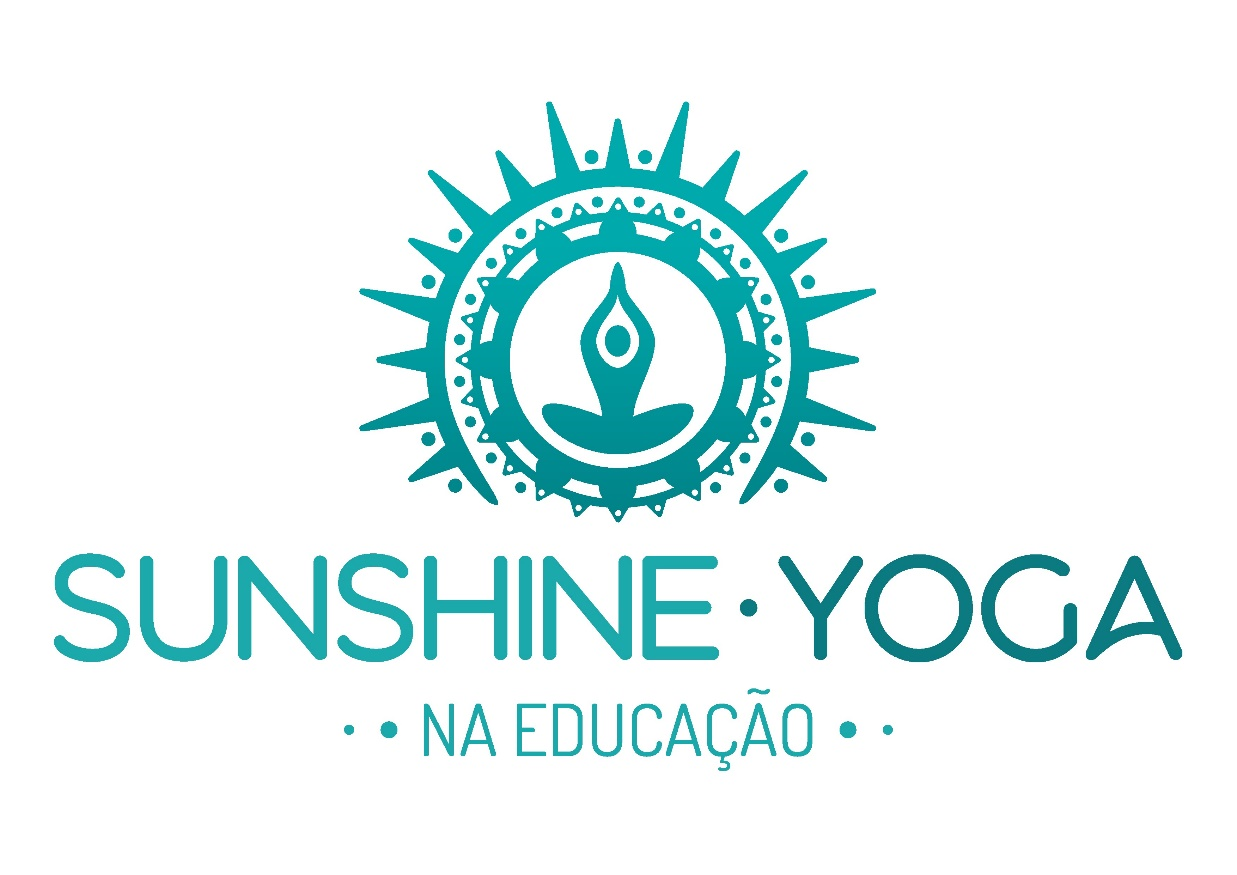 SUNSHINE · YOGA
•• NA EDUCAÇÃO ••